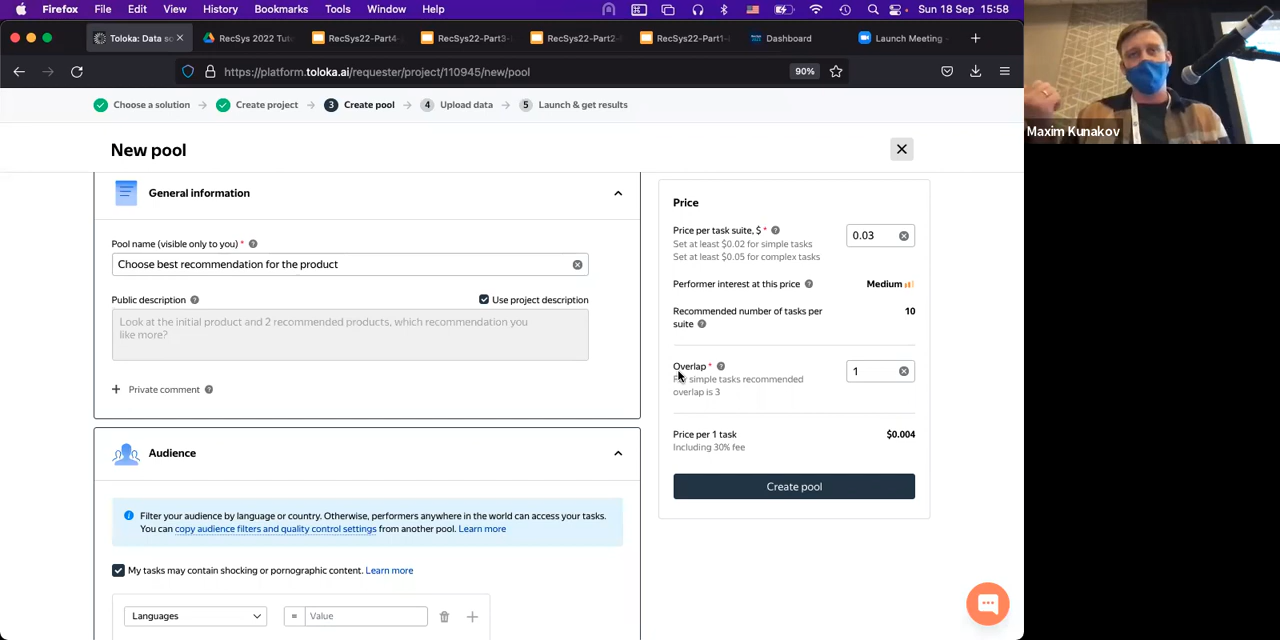 Firefox File Edit View History Bookmarks Tools Window Help Sun 18 Sep 15:58
Toloka: Data sc RecSys 2022 Tuto RecSys22-Part4- RecSys22-Part3- RecSys22-Part2- RecSys22-Part1- Dashboard Launch Meeting -
https://platform.toloka.ai/requester/project/110945/new/pool 90%
Choose a solution Create project 3 Create pool 4 Upload data 5 Launch & get results
New pool
General information
Pool name (visible only to you) *
Choose best recommendation for the product
Public description Use project description
Look at the initial product and 2 recommended products, which recommendation you
like more?
+ Private comment
Audience
Filter your audience by language or country. Otherwise, performers anywhere in the world can access your tasks.
You can copy audience filters and quality control settings from another pool. Learn more
My tasks may contain shocking or pornographic content. Learn more
Languages = Value
Price
Price per task suite, $ * 0.03
Set at least $0.02 for simple tasks
Set at least $0.05 for complex tasks
Performer interest at this price Medium
Recommended number of tasks per 10
suite
Overlap * 1
For simple tasks recommended
overlap is 3
Price per 1 task $0.004
Including 30% fee
Create pool
Maxim Kunakov